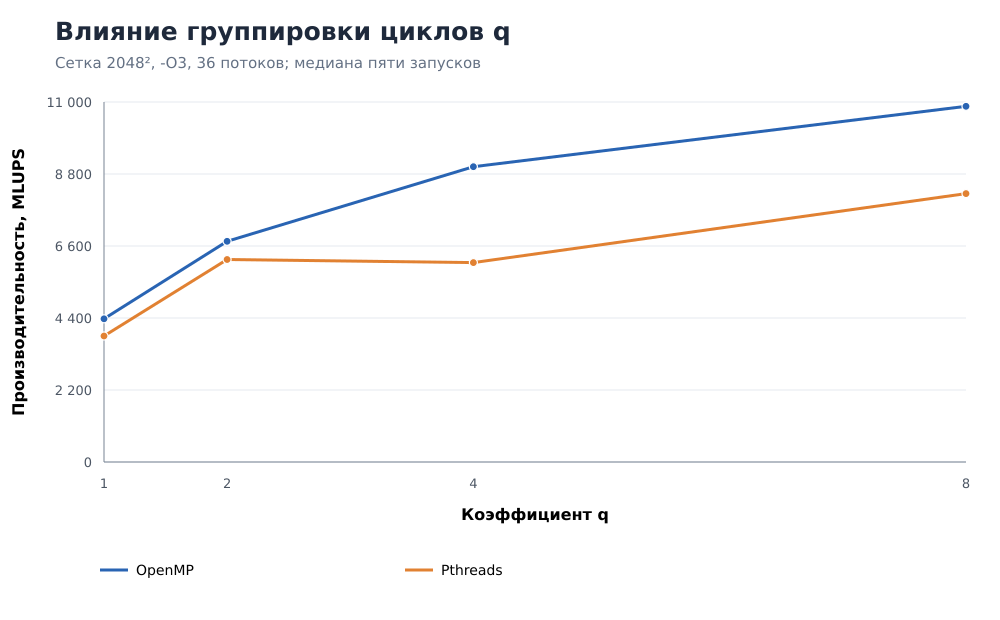 Влияние группировки циклов q
Сетка 2048², -O3, 36 потоков; медиана пяти запусков
Производительность, MLUPS
11 000
8 800
6 600
4 400
2 200
0
1 2 4 8
Коэффициент q
OpenMP Pthreads